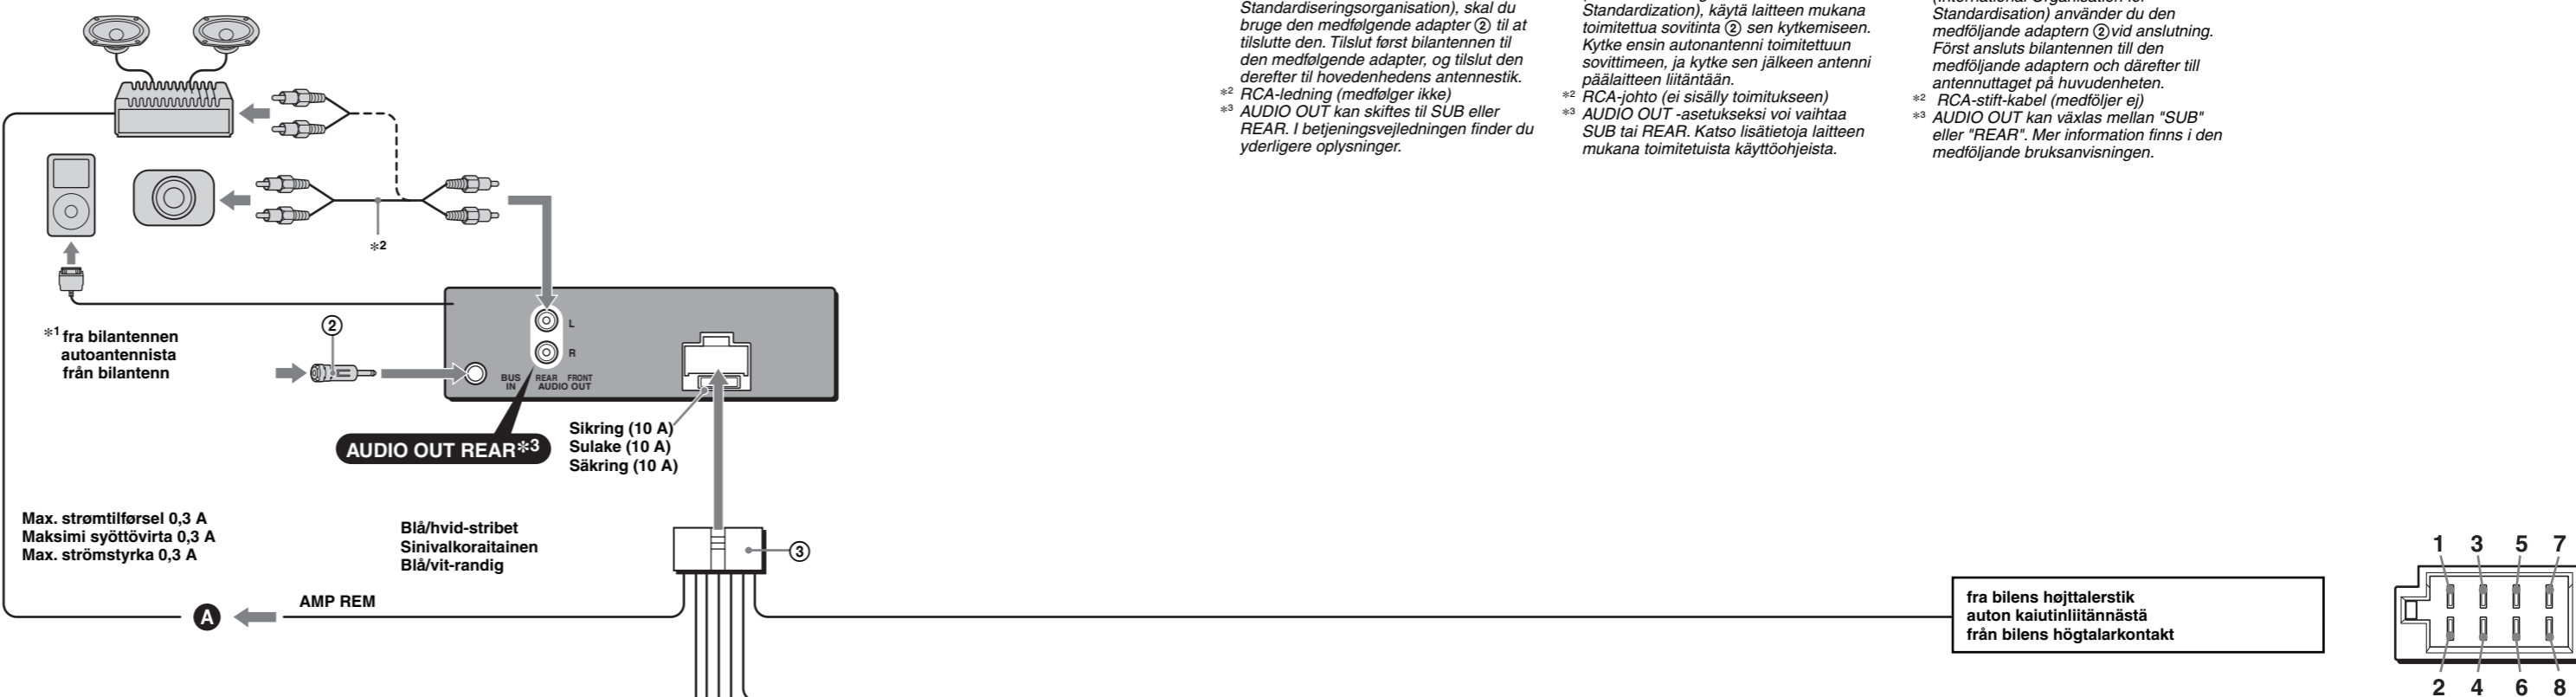 Standardiseringsorganisation), skal du
bruge den medfølgende adapter ② til at
tilslutte den. Tilslut først bilantennen til
den medfølgende adapter, og tilslut den
derefter til hovedenhedens antennestik.
*2 RCA-ledning (medfølger ikke)
*3 AUDIO OUT kan skiftes til SUB eller
REAR. I betjeningsvejledningen finder du
yderligere oplysninger.
Standardization), käytä laitteen mukana
toimitettua sovitinta ② sen kytkemiseen.
Kytke ensin autonantenni toimitettuun
sovittimeen, ja kytke sen jälkeen antenni
päälaitteen liitäntään.
*2 RCA-johto (ei sisälly toimitukseen)
*3 AUDIO OUT -asetukseksi voi vaihtaa
SUB tai REAR. Katso lisätietoja laitteen
mukana toimitetuista käyttöohjeista.
(International Organisation for
Standardisation) använder du den
medföljande adaptern ②vid anslutning.
Först ansluts bilantennen till den
medföljande adaptern och därefter till
antennuttaget på huvudenheten.
*2 RCA-stift-kabel (medföljer ej)
*3 AUDIO OUT kan växlas mellan "SUB"
eller "REAR". Mer information finns i den
medföljande bruksanvisningen.
*2
*1 fra bilantennen
autoantennista
från bilantenn
②
L
R
BUS IN
REAR FRONT
AUDIO OUT
AUDIO OUT REAR*3
Sikring (10 A)
Sulake (10 A)
Säkring (10 A)
Max. strømtilførsel 0,3 A
Maksimi syöttövirta 0,3 A
Max. strömstyrka 0,3 A
Blå/hvid-stribet
Sinivalkoraitainen
Blå/vit-randig
③
A
AMP REM
fra bilens højttalerstik
auton kaiutinliitännästä
från bilens högtalarkontakt
1 3 5 7
2 4 6 8